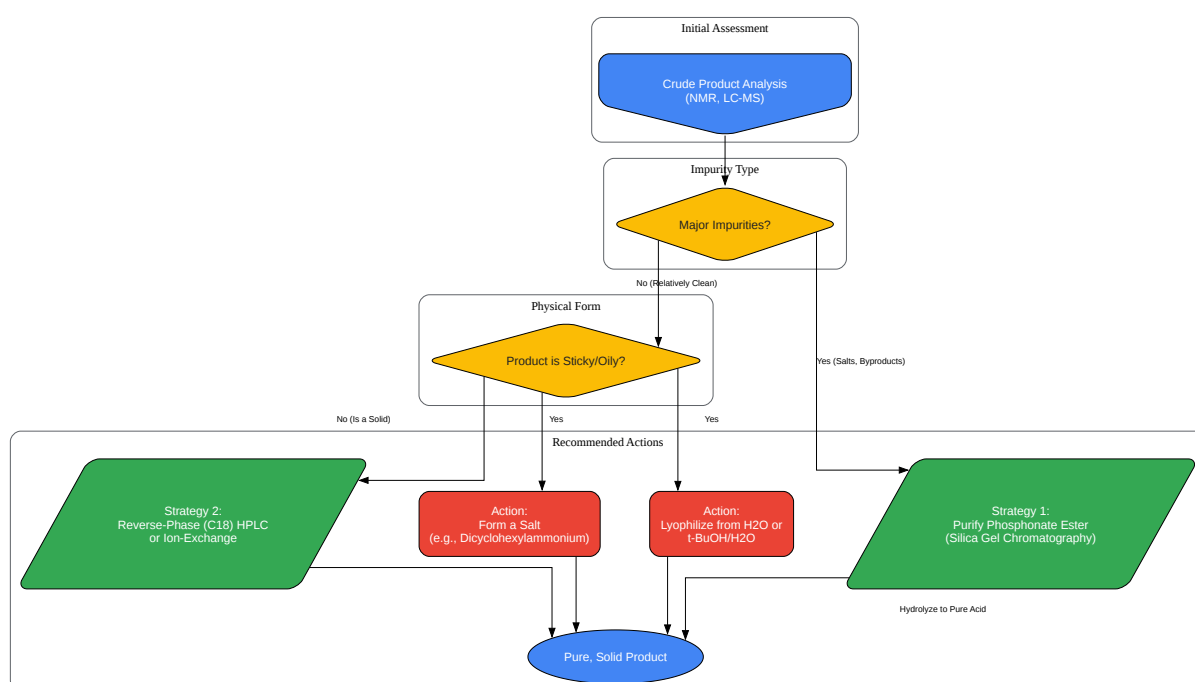 Initial Assessment
Crude Product Analysis
(NMR, LC-MS)
Impurity Type
Major Impurities?
No (Relatively Clean)
Physical Form
Product is Sticky/Oily?
Yes (Salts, Byproducts)
No (Is a Solid)
Yes
Yes
Recommended Actions
Strategy 2:
Reverse-Phase (C18) HPLC
or Ion-Exchange
Action:
Form a Salt
(e.g., Dicyclohexylammonium)
Action:
Lyophilize from H2O or
t-BuOH/H2O
Strategy 1:
Purify Phosphonate Ester
(Silica Gel Chromatography)
Hydrolyze to Pure Acid
Pure, Solid Product